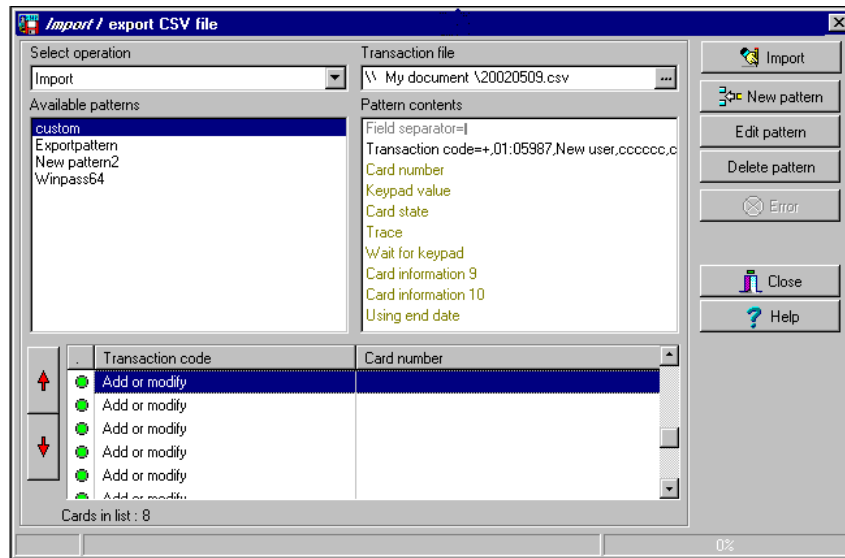 Import / export CSV file
Select operation
Import
Transaction file
\\ My document \20020509.csv
...
Available patterns
custom
Exportpattern
New pattern2
Winpass64
Pattern contents
Field separator=|
Transaction code=+,01:05987,New user,cccccc,c
Card number
Keypad value
Card state
Trace
Wait for keypad
Card information 9
Card information 10
Using end date
Import
New pattern
Edit pattern
Delete pattern
Error
Close
Help
. Transaction code Card number
Add or modify
Add or modify
Add or modify
Add or modify
Add or modify
Add or modify
Cards in list : 8
0%